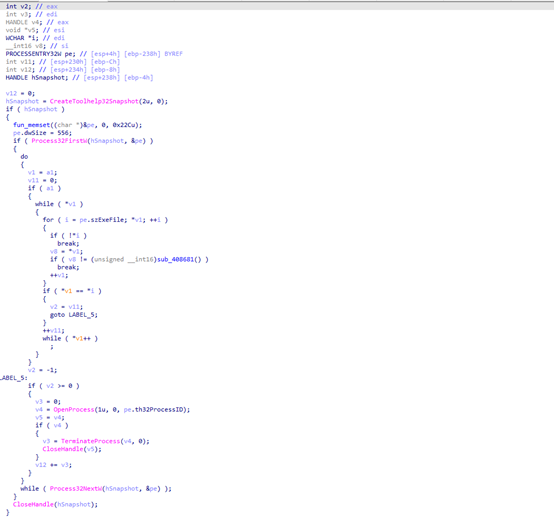 int v2; // eax
int v3; // edi
HANDLE v4; // eax
void *v5; // esi
WCHAR *i; // edi
__int16 v8; // si
PROCESSENTRY32W pe; // [esp+4h] [ebp-238h] BYREF
int v11; // [esp+230h] [ebp-Ch]
int v12; // [esp+234h] [ebp-8h]
HANDLE hSnapshot; // [esp+238h] [ebp-4h]
v12 = 0;
hSnapshot = CreateToolhelp32Snapshot(2u, 0);
if ( hSnapshot )
{
fun_memset((char *)&pe, 0, 0x22Cu);
pe.dwSize = 556;
if ( Process32FirstW(hSnapshot, &pe) )
{
do
{
v1 = a1;
v11 = 0;
if ( a1 )
{
while ( *v1 )
{
for ( i = pe.szExeFile; *v1; ++i )
{
if ( !*i )
break;
v8 = *v1;
if ( v8 != (unsigned __int16)sub_408681() )
break;
++v1;
}
if ( *v1 == *i )
{
v2 = v11;
goto LABEL_5;
}
++v11;
while ( *v1++ )
;
}
}
v2 = -1;
LABEL_5:
if ( v2 >= 0 )
{
v3 = 0;
v4 = OpenProcess(1u, 0, pe.th32ProcessID);
v5 = v4;
if ( v4 )
{
v3 = TerminateProcess(v4, 0);
CloseHandle(v5);
}
v12 += v3;
}
}
while ( Process32NextW(hSnapshot, &pe) );
}
CloseHandle(hSnapshot);
}